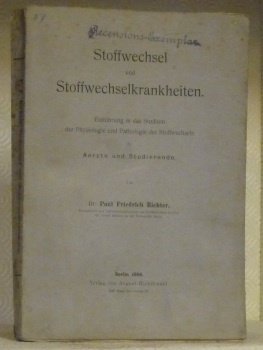 Recensions-Exemplar
Stoffwechsel
und
Stoffwechselkrankheiten.
Einführung in das Studium
der Physiologie und Pathologie des Stoffwechsels
für
Aerzte und Studierende.
von
Dr. Paul Friedrich Richter,
Berlin
Verlag von August Hirschwald